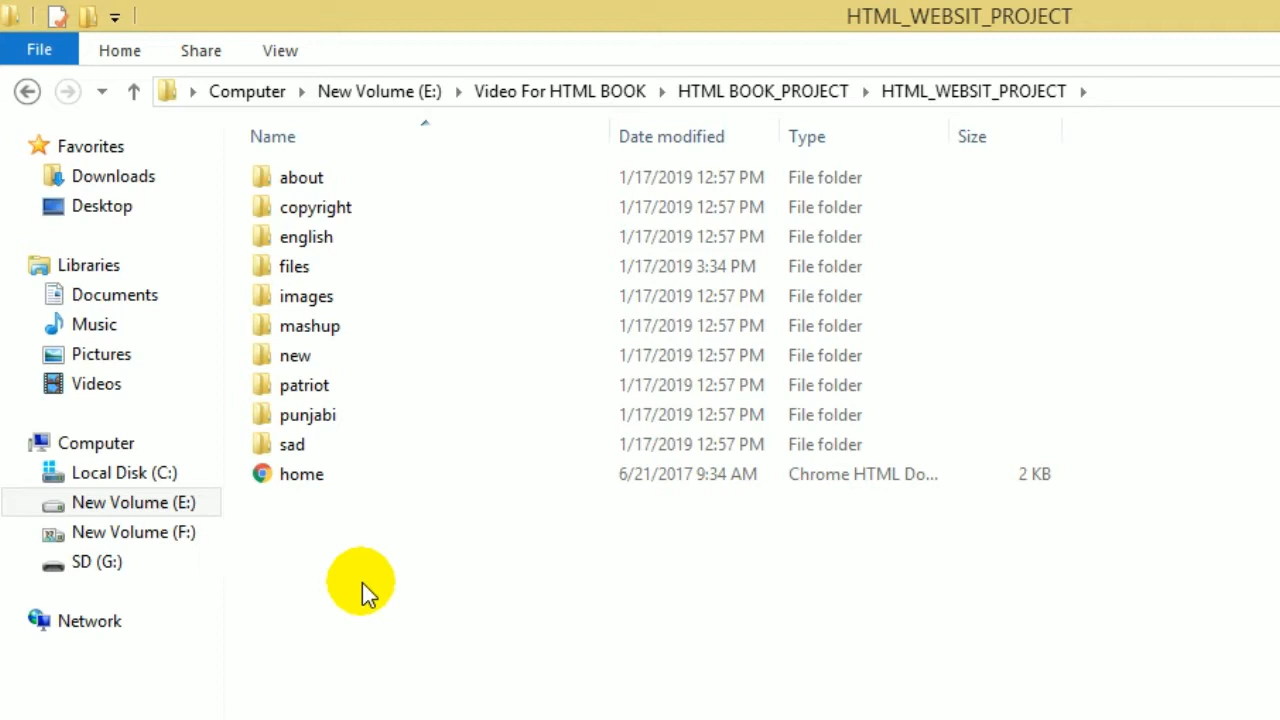 HTML_WEBSIT_PROJECT
File Home Share View
Computer New Volume (E:) Video For HTML BOOK HTML BOOK_PROJECT HTML_WEBSIT_PROJECT
Name Date modified Type Size
Favorites
Downloads
Desktop
Libraries
Documents
Music
Pictures
Videos
Computer
Local Disk (C:)
New Volume (E:)
New Volume (F:)
SD (G:)
Network
about 1/17/2019 12:57 PM File folder
copyright 1/17/2019 12:57 PM File folder
english 1/17/2019 12:57 PM File folder
files 1/17/2019 3:34 PM File folder
images 1/17/2019 12:57 PM File folder
mashup 1/17/2019 12:57 PM File folder
new 1/17/2019 12:57 PM File folder
patriot 1/17/2019 12:57 PM File folder
punjabi 1/17/2019 12:57 PM File folder
sad 1/17/2019 12:57 PM File folder
home 6/21/2017 9:34 AM Chrome HTML Do... 2 KB